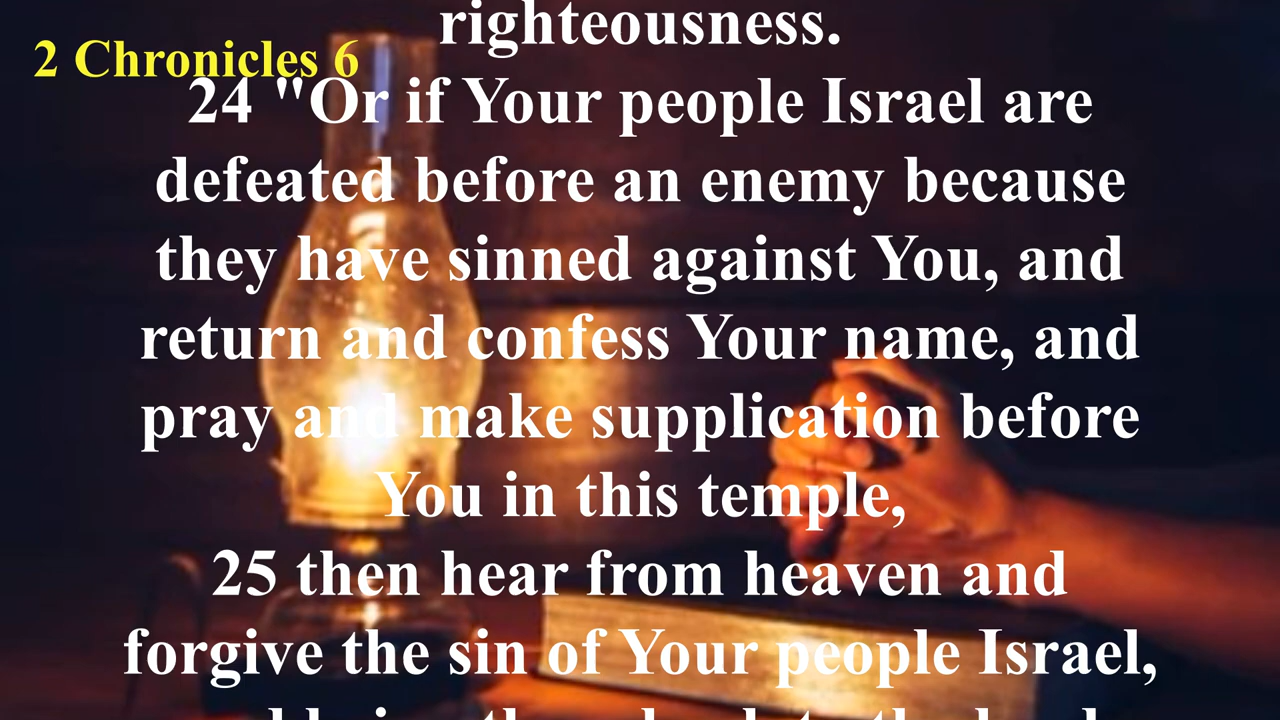 righteousness.
2 Chronicles 6
24 "Or if Your people Israel are
defeated before an enemy because
they have sinned against You, and
return and confess Your name, and
pray and make supplication before
You in this temple,
25 then hear from heaven and
forgive the sin of Your people Israel,